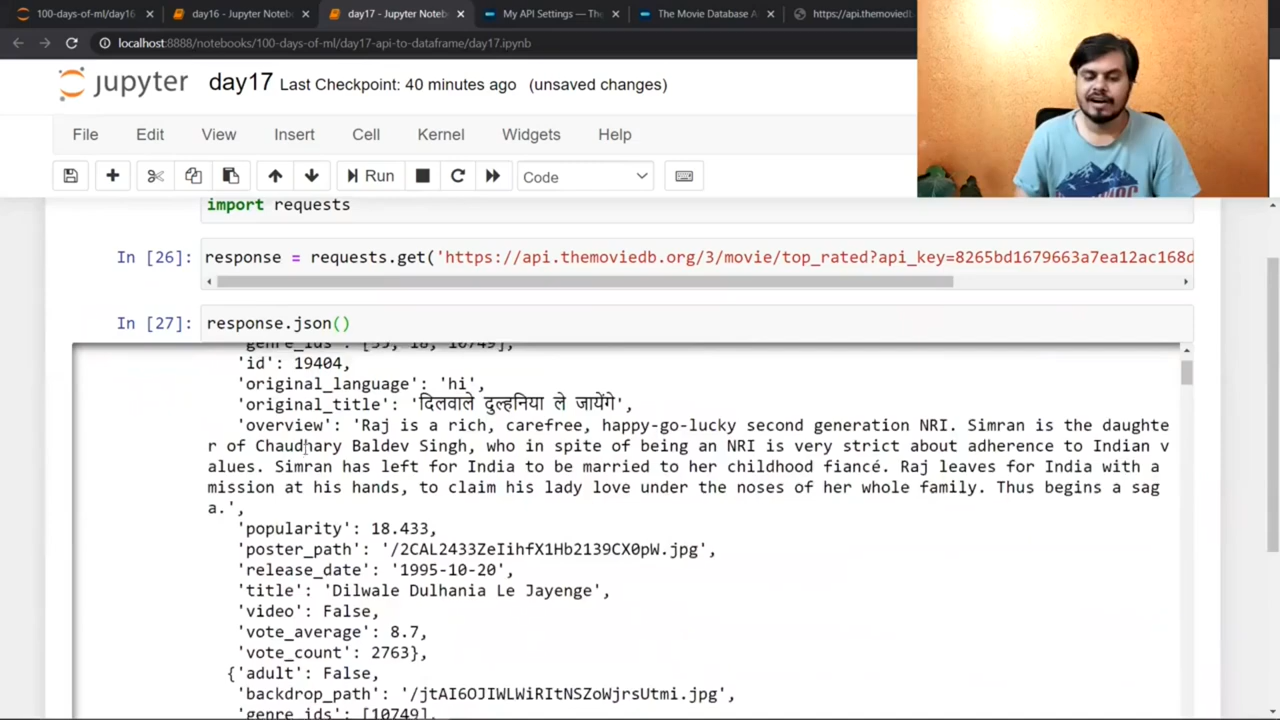 100-days-of-ml/day16
day16 - Jupyter Noteb
day17 - Jupyter Noteb
My API Settings — The
The Movie Database A
https://api.themoviedb
localhost:8888/notebooks/100-days-of-ml/day17-api-to-dataframe/day17.ipynb
jupyter day17 Last Checkpoint: 40 minutes ago (unsaved changes)
File Edit View Insert Cell Kernel Widgets Help
Run Code
import requests
In [26]: response = requests.get('https://api.themoviedb.org/3/movie/top_rated?api_key=8265bd1679663a7ea12ac168d
In [27]: response.json()
'genre_ids': [35, 18, 10749],
'id': 19404,
'original_language': 'hi',
'original_title': 'दिलवाले दुल्हनिया ले जायेंगे',
'overview': 'Raj is a rich, carefree, happy-go-lucky second generation NRI. Simran is the daughte
r of Chaudhary Baldev Singh, who in spite of being an NRI is very strict about adherence to Indian v
alues. Simran has left for India to be married to her childhood fiancé. Raj leaves for India with a
mission at his hands, to claim his lady love under the noses of her whole family. Thus begins a sag
a.',
'popularity': 18.433,
'poster_path': '/2CAL2433ZeIihfX1Hb2139CX0pW.jpg',
'release_date': '1995-10-20',
'title': 'Dilwale Dulhania Le Jayenge',
'video': False,
'vote_average': 8.7,
'vote_count': 2763},
{'adult': False,
'backdrop_path': '/jtAI6OJIWLWiRItNSZoWjrsUtmi.jpg',
'genre_ids': [10749],